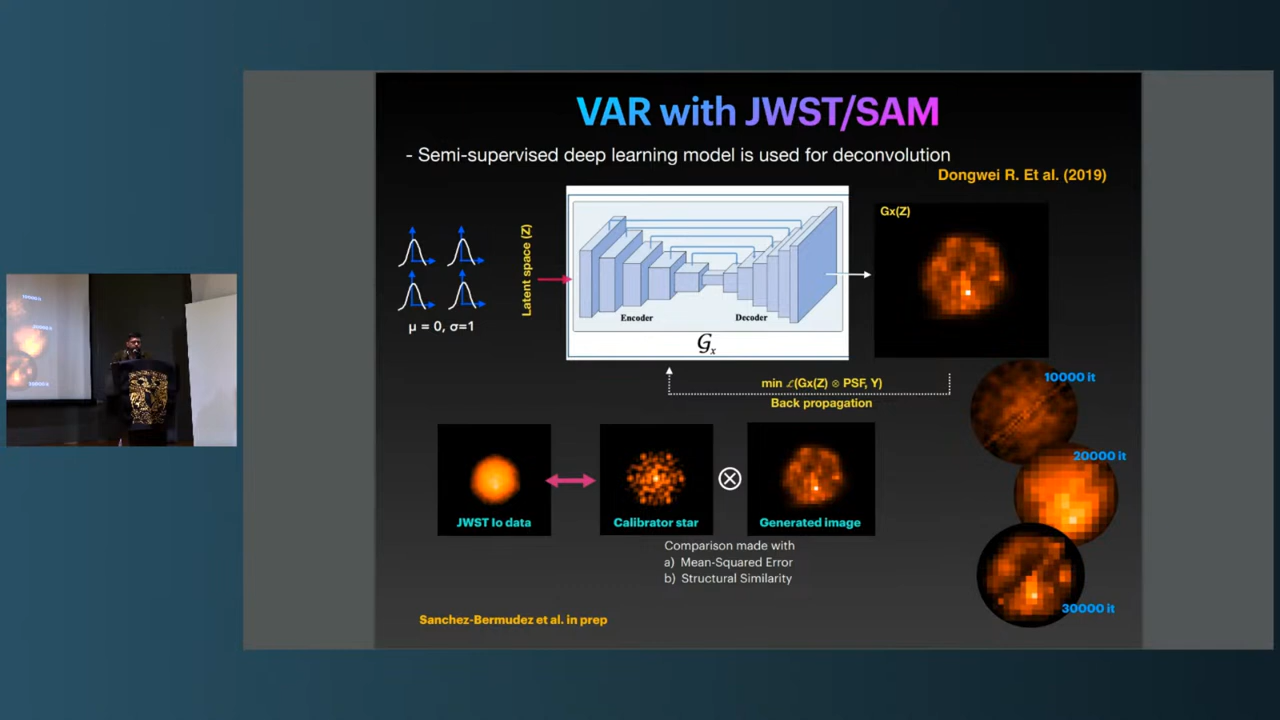 VAR with JWST/SAM
- Semi-supervised deep learning model is used for deconvolution
Dongwei R. Et al. (2019)
μ = 0, σ=1
Latent space (Z)
Encoder
Decoder
𝒢x
Gx(Z)
min ℒ(Gx(Z) ⊗ PSF, Y)
Back propagation
10000 it
20000 it
30000 it
JWST Io data
Calibrator star
⊗
Generated image
Comparison made with
a) Mean-Squared Error
b) Structural Similarity
Sanchez-Bermudez et al. in prep